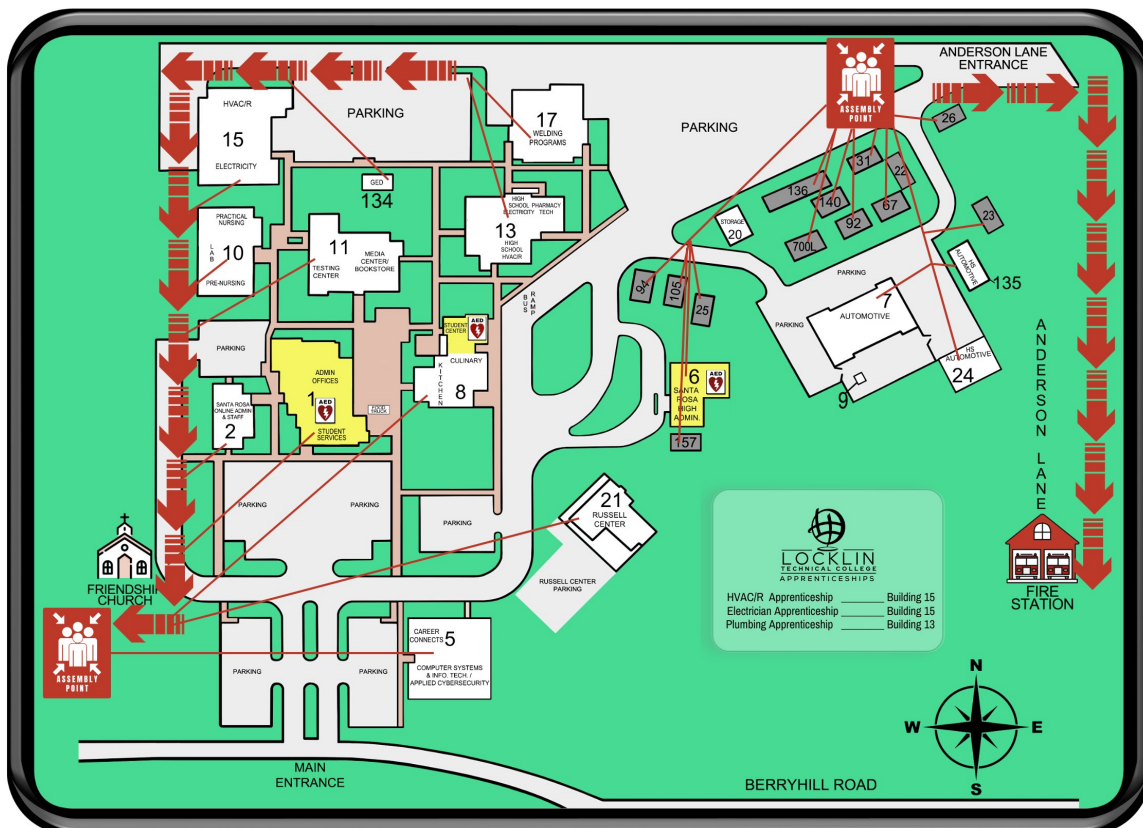 ANDERSON LANE
ENTRANCE
ASSEMBLY
POINT
HVAC/R
15
ELECTRICITY
PARKING
17
WELDING
PROGRAMS
PARKING
26
GED
134
HIGH
SCHOOL
ELECTRICITY
PHARMACY
TECH
13
HIGH
SCHOOL
HVAC/R
136
31
22
140
67
92
700L
STORAGE
20
23
PRACTICAL
NURSING
LAB
10
PRE-NURSING
11
TESTING
CENTER
MEDIA
CENTER/
BOOKSTORE
BUS RAMP
94
105
25
PARKING
PARKING
7
AUTOMOTIVE
HS
AUTOMOTIVE
135
HS
AUTOMOTIVE
24
9
ANDERSON LANE
PARKING
STUDENT
CENTER
AED
CULINARY
KITCHEN
8
ADMIN
OFFICES
1
AED
STUDENT
SERVICES
FOOD
TRUCK
SANTA ROSA
ONLINE ADMIN
& STAFF
2
6
AED
SANTA
ROSA
HIGH
ADMIN.
157
PARKING
PARKING
PARKING
21
RUSSELL
CENTER
RUSSELL CENTER
PARKING
LOCKLIN
TECHNICAL COLLEGE
APPRENTICESHIPS
HVAC/R Apprenticeship ______ Building 15
Electrician Apprenticeship ______ Building 15
Plumbing Apprenticeship ______ Building 13
FRIENDSHIP
CHURCH
FIRE
STATION
ASSEMBLY
POINT
PARKING
PARKING
CAREER
CONNECTS
5
COMPUTER SYSTEMS
& INFO. TECH. /
APPLIED CYBERSECURITY
N
W
E
S
MAIN
ENTRANCE
BERRYHILL ROAD